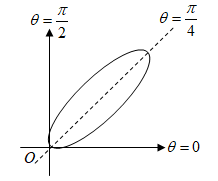 θ = π/2
θ = π/4
O
θ = 0